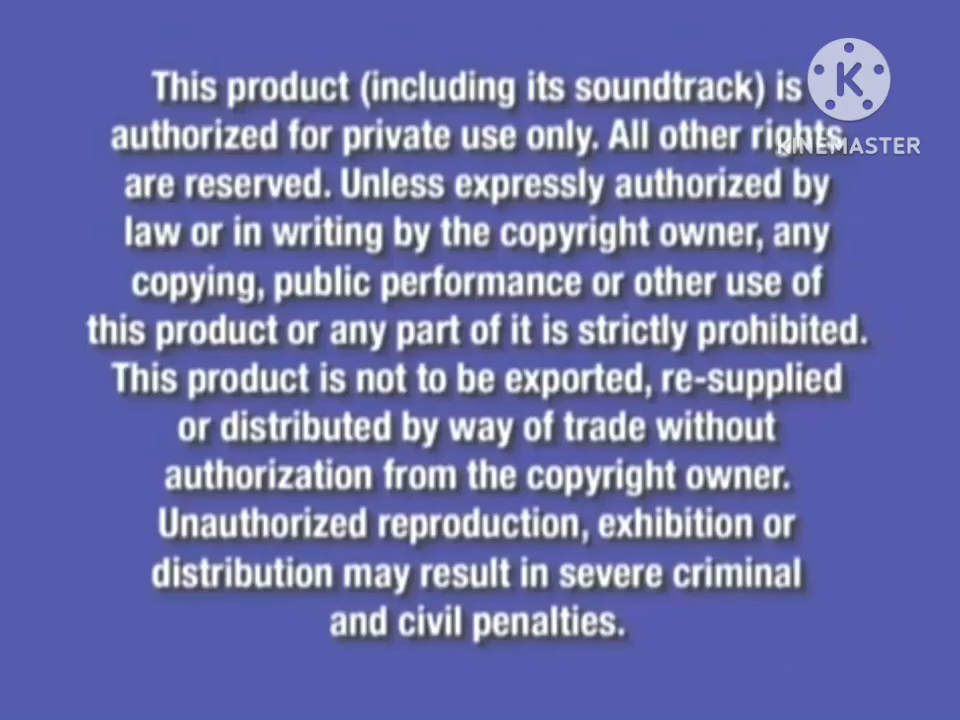 This product (including its soundtrack) is
authorized for private use only. All other rights
are reserved. Unless expressly authorized by
law or in writing by the copyright owner, any
copying, public performance or other use of
this product or any part of it is strictly prohibited.
This product is not to be exported, re-supplied
or distributed by way of trade without
authorization from the copyright owner.
Unauthorized reproduction, exhibition or
distribution may result in severe criminal
and civil penalties.
K
KINEMASTER